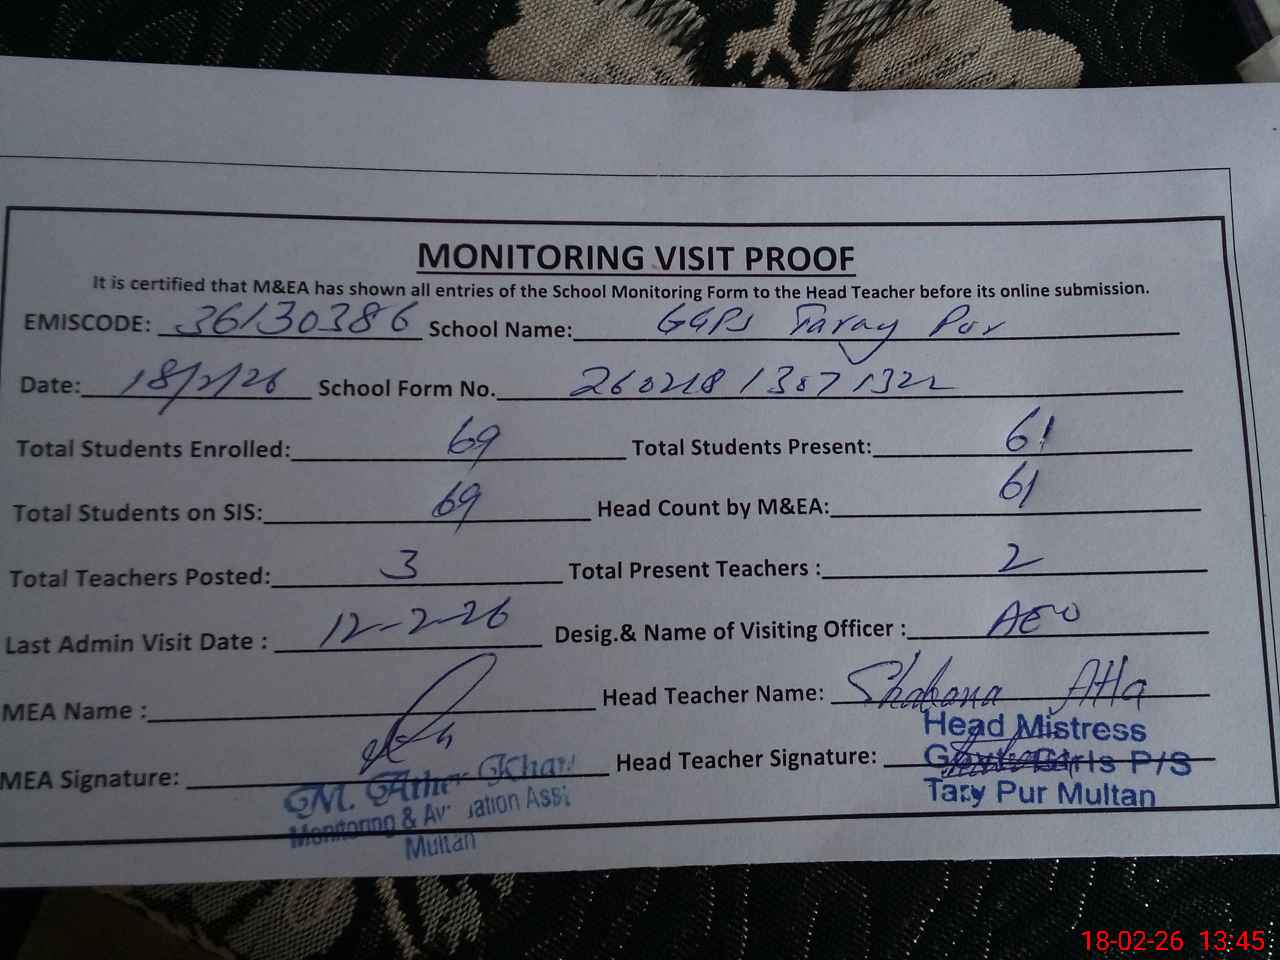 MONITORING VISIT PROOF
It is certified that M&EA has shown all entries of the School Monitoring Form to the Head Teacher before its online submission.
EMISCODE: 36130386 School Name: GGPS Taray Pur
Date: 18/2/26 School Form No. 26021813071322
Total Students Enrolled: 69 Total Students Present: 61
Total Students on SIS: 69 Head Count by M&EA: 61
Total Teachers Posted: 3 Total Present Teachers : 2
Last Admin Visit Date : 12-2-26 Desig.& Name of Visiting Officer : AEO
MEA Name : Head Teacher Name: Shabana Atta
Head Mistress
MEA Signature: Head Teacher Signature:
Govt. Girls P/S
M. Ather Khan Tary Pur Multan
Monitoring &
Multan
18-02-26 13:45